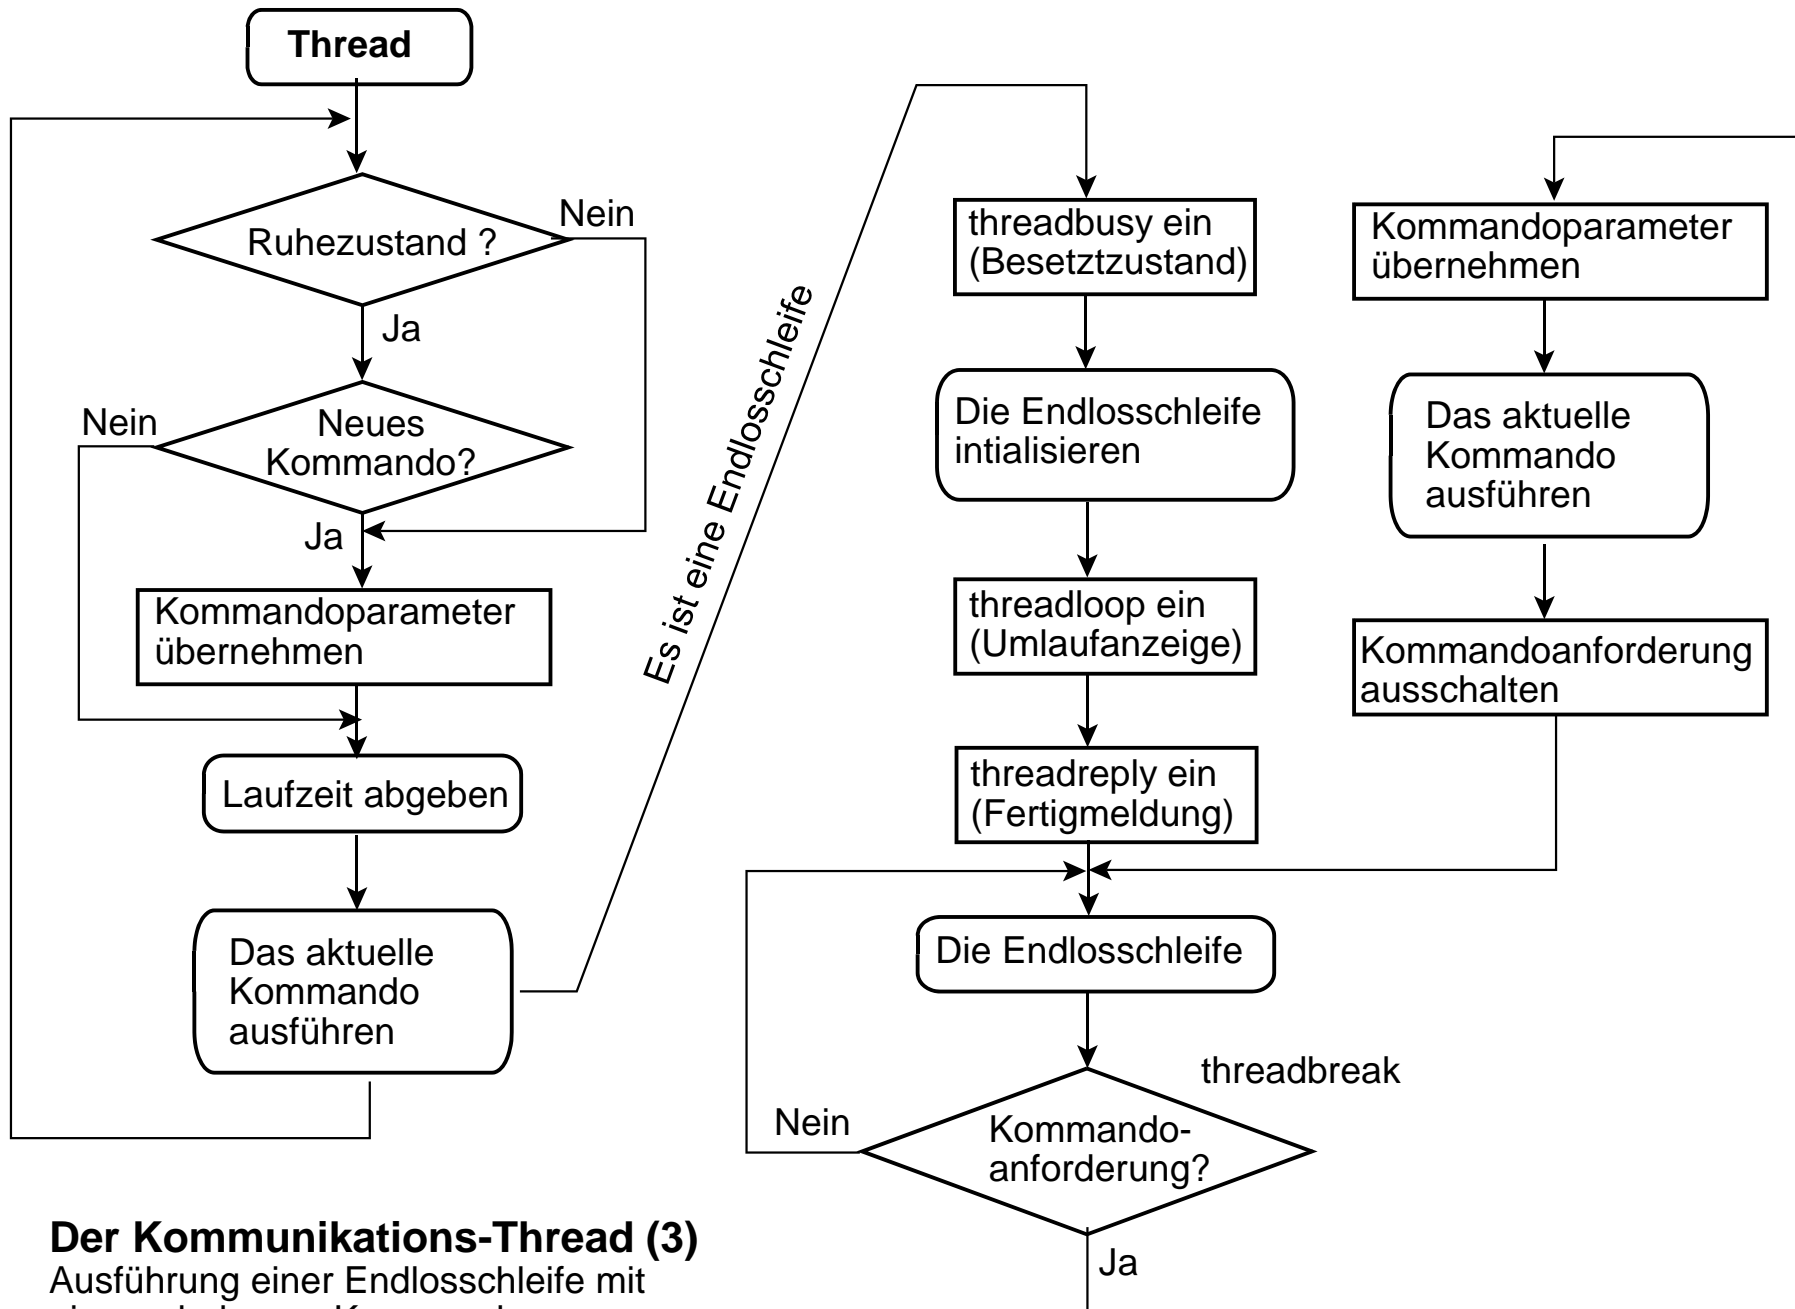 Thread
Ruhezustand ?
Nein
Ja
Neues
Kommando?
Nein
Ja
Kommandoparameter
übernehmen
Laufzeit abgeben
Das aktuelle
Kommando
ausführen
Es ist eine Endlosschleife
threadbusy ein
(Besetztzustand)
Die Endlosschleife
intialisieren
threadloop ein
(Umlaufanzeige)
threadreply ein
(Fertigmeldung)
Die Endlosschleife
threadbreak
Kommando-
anforderung?
Nein
Ja
Kommandoparameter
übernehmen
Das aktuelle
Kommando
ausführen
Kommandoanforderung
ausschalten
Der Kommunikations-Thread (3)
Ausführung einer Endlosschleife mit